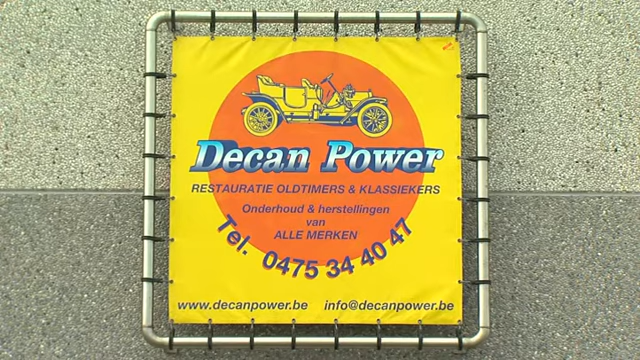 Decan Power
RESTAURATIE OLDTIMERS & KLASSIEKERS
Onderhoud & herstellingen
van
ALLE MERKEN
Tel. 0475 34 40 47
www.decanpower.be info@decanpower.be